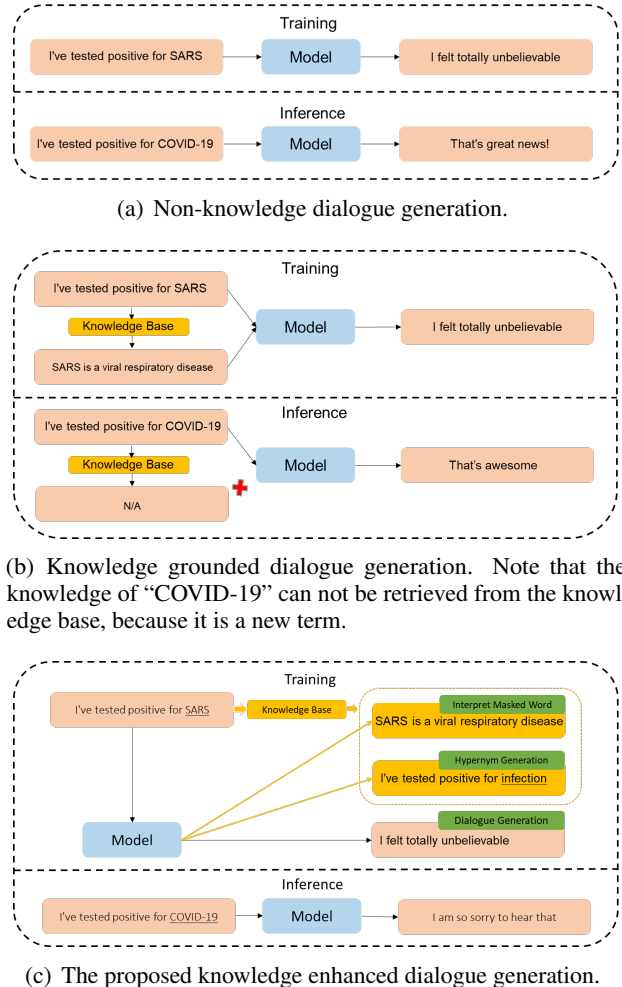 Training
I've tested positive for SARS
Model
I felt totally unbelievable
Inference
I've tested positive for COVID-19
Model
That's great news!
(a) Non-knowledge dialogue generation.
Training
I've tested positive for SARS
Knowledge Base
SARS is a viral respiratory disease
Model
I felt totally unbelievable
Inference
I've tested positive for COVID-19
Knowledge Base
N/A
Model
That's awesome
(b) Knowledge grounded dialogue generation. Note that the
knowledge of “COVID-19” can not be retrieved from the knowl
edge base, because it is a new term.
Training
I've tested positive for SARS
Knowledge Base
Interpret Masked Word
SARS is a viral respiratory disease
Hypernym Generation
I've tested positive for infection
Dialogue Generation
Model
I felt totally unbelievable
Inference
I've tested positive for COVID-19
Model
I am so sorry to hear that
(c) The proposed knowledge enhanced dialogue generation.